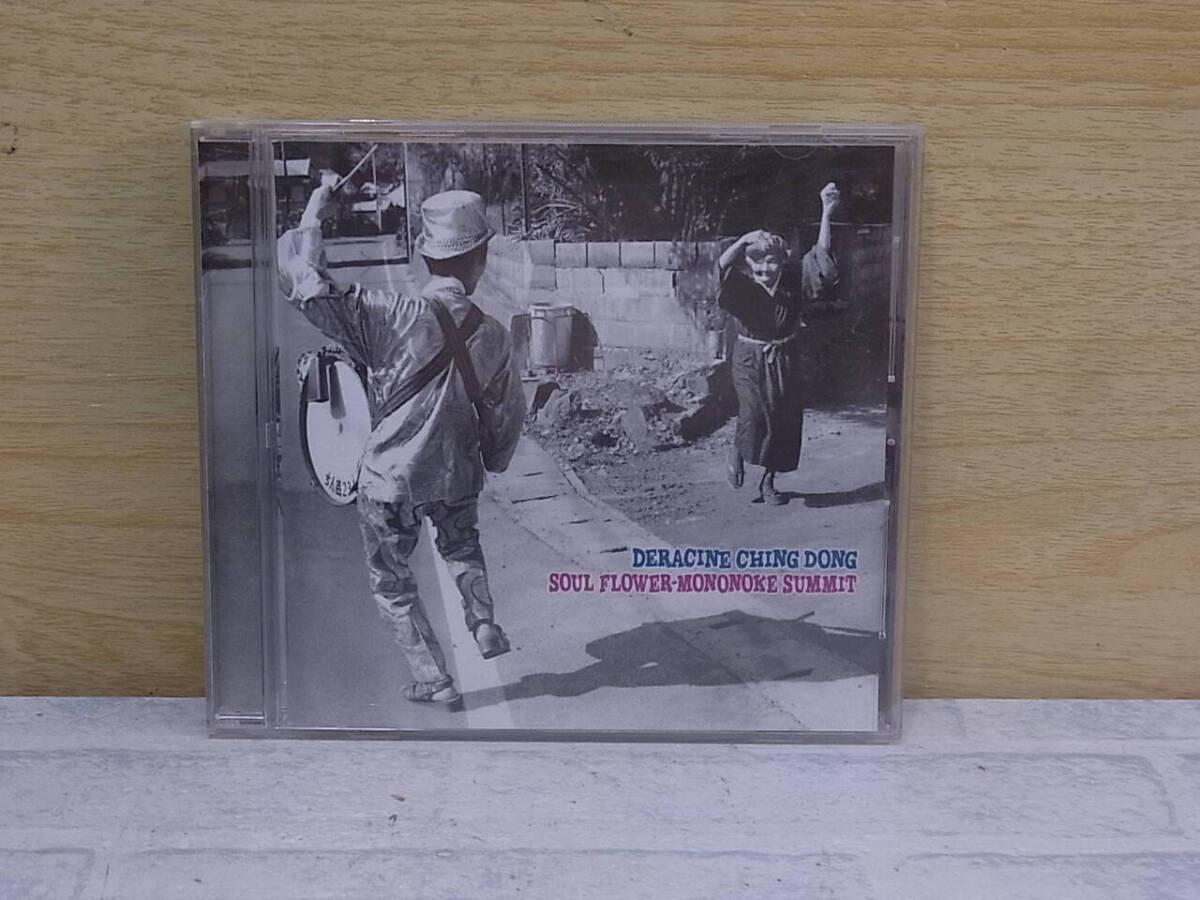 DERACINE CHING DONG
SOUL FLOWER-MONONOKE SUMMIT